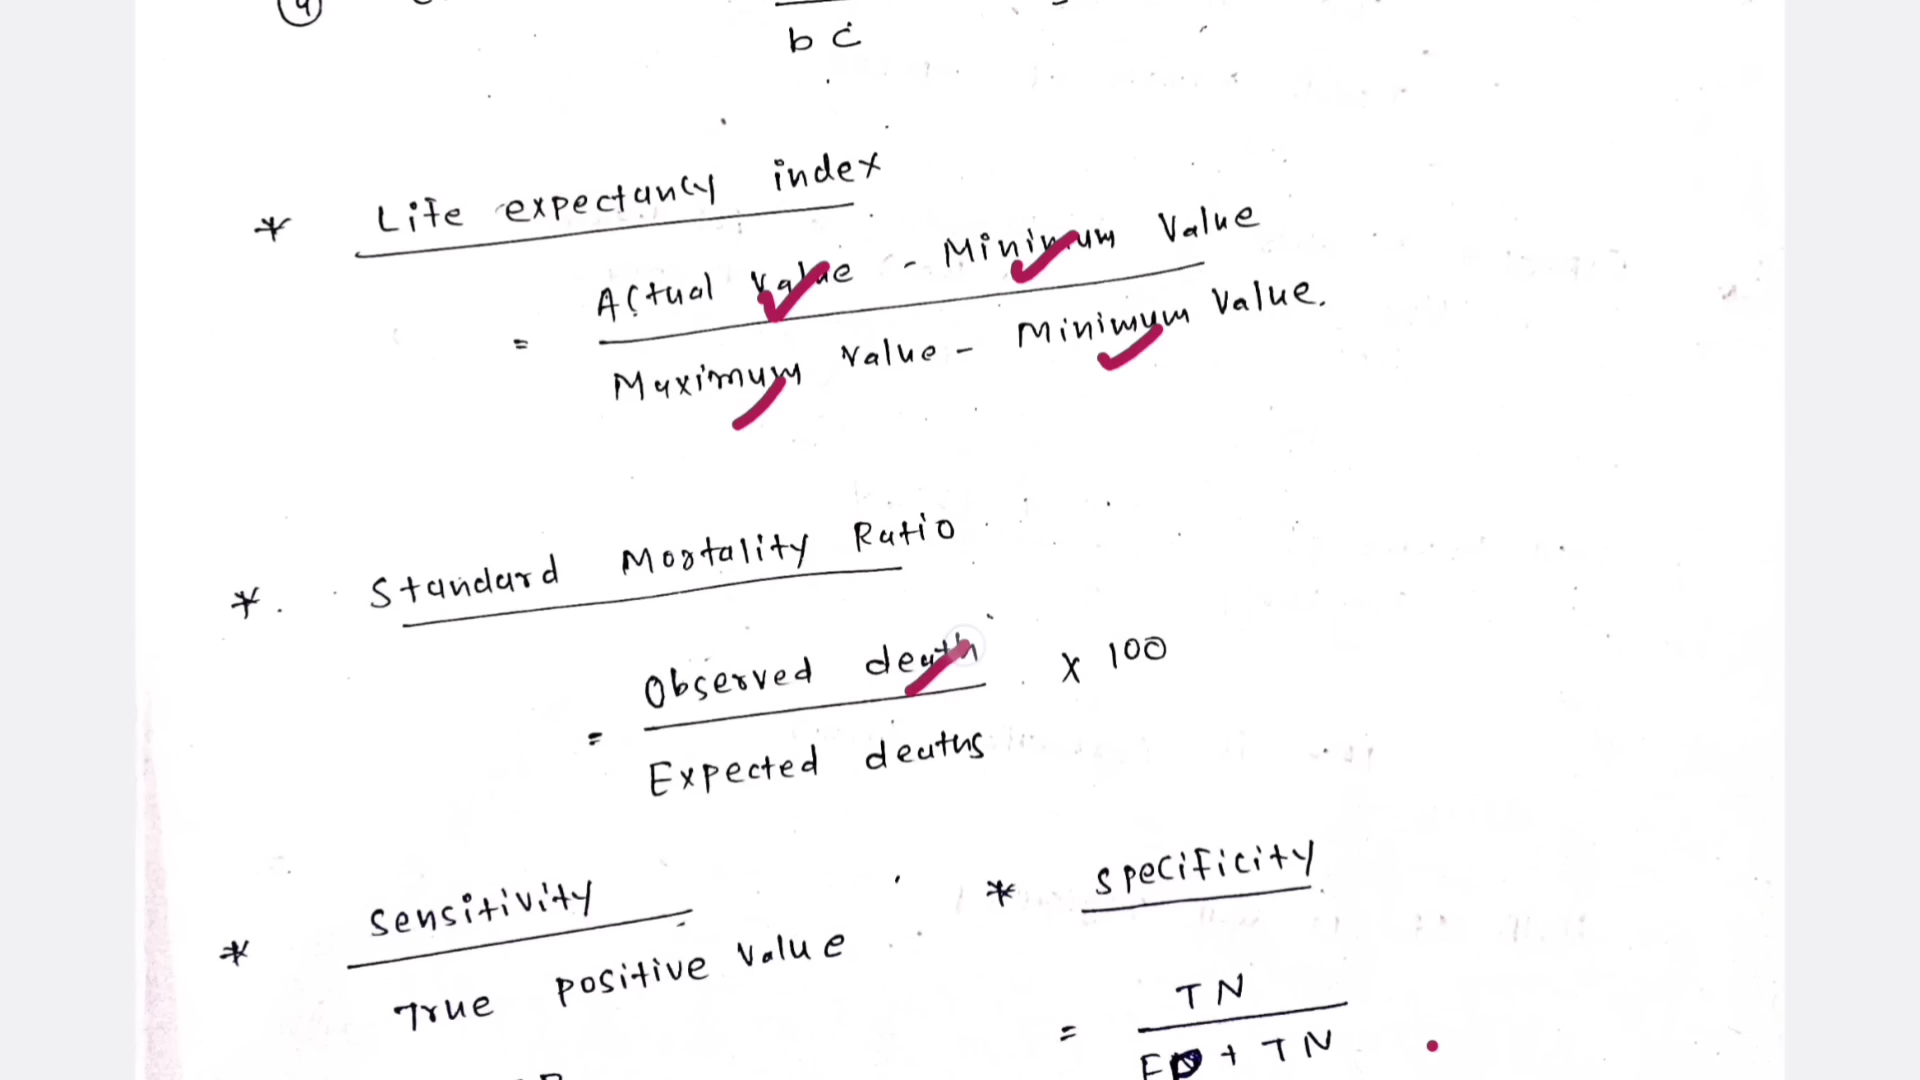 4
bc
* Life expectancy index
= Actual Value - Minimum Value
Maximum Value - Minimum Value.
*. Standard Mortality Ratio
= Observed death x 100
Expected deaths
* Sensitivity
True positive value
* Specificity
= TN
+ TN